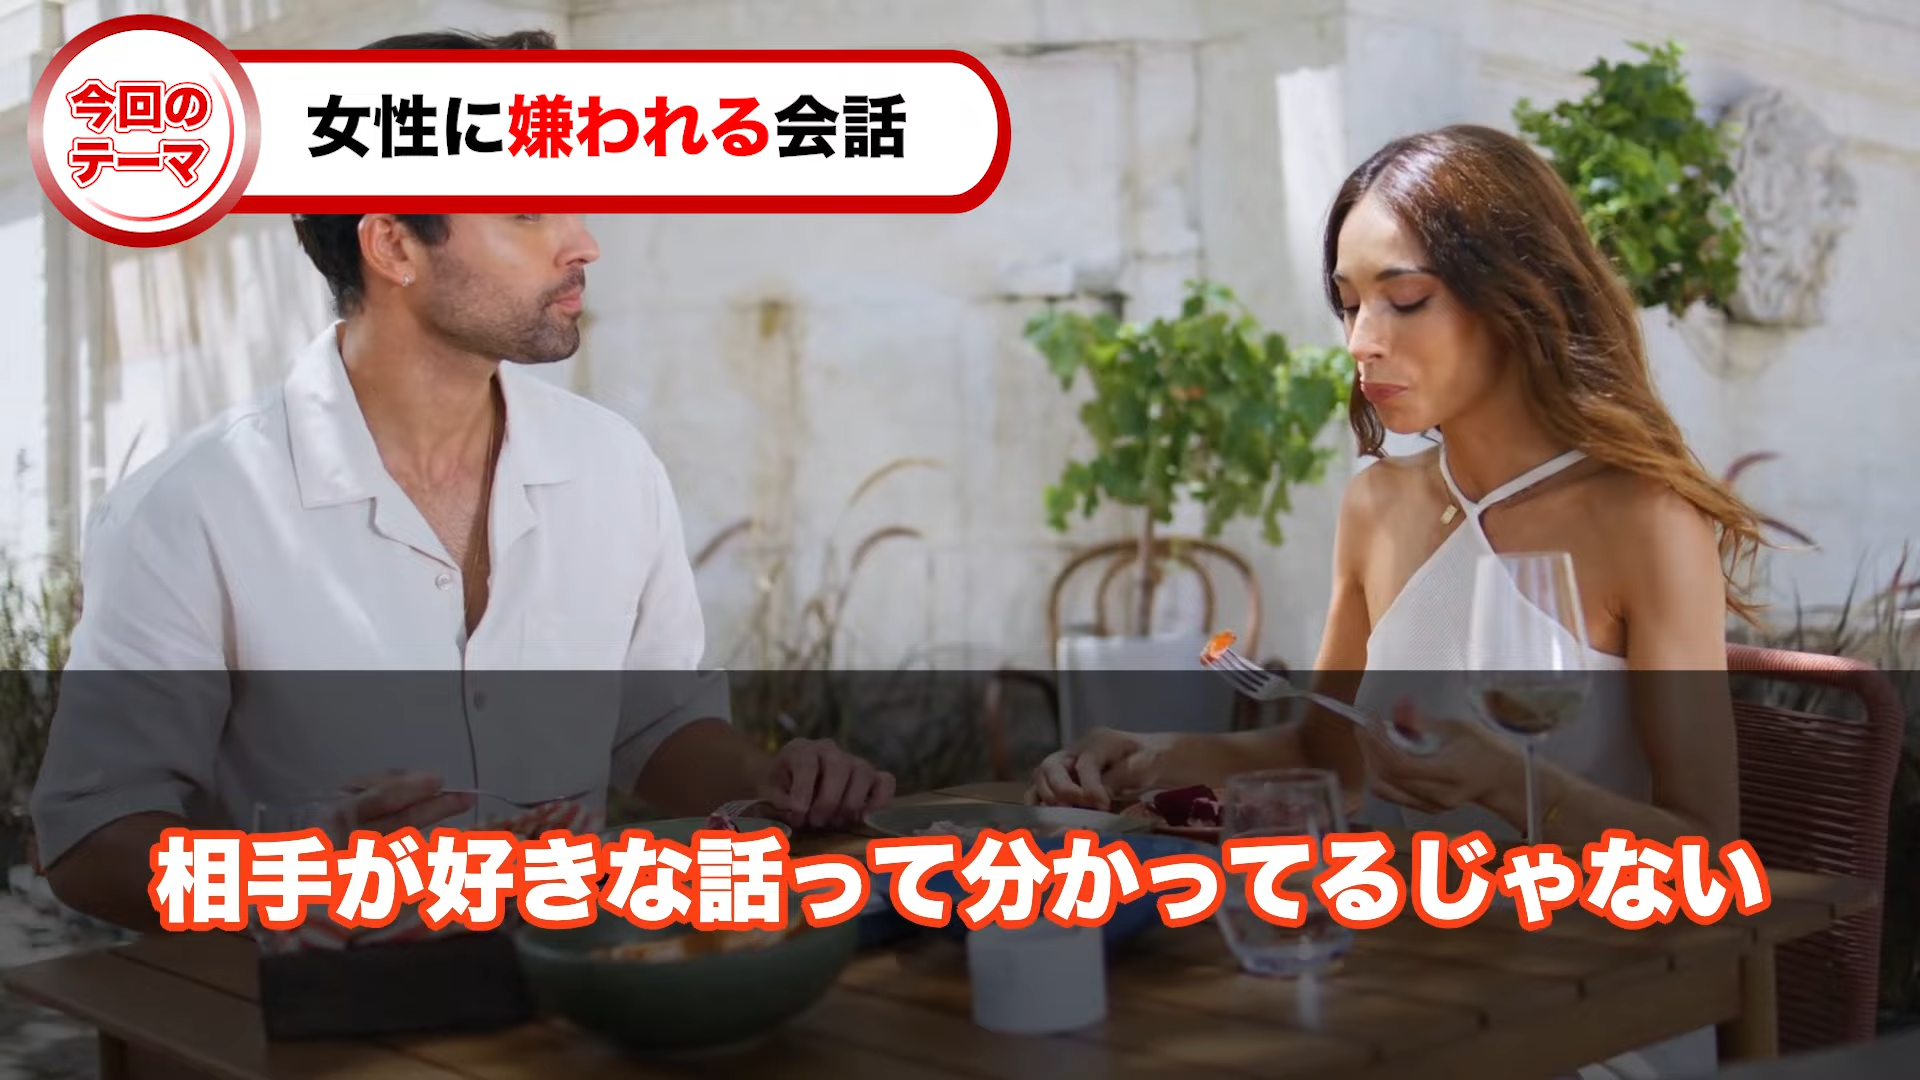 今回の
テーマ
女性に嫌われる会話
相手が好きな話って分かってるじゃない